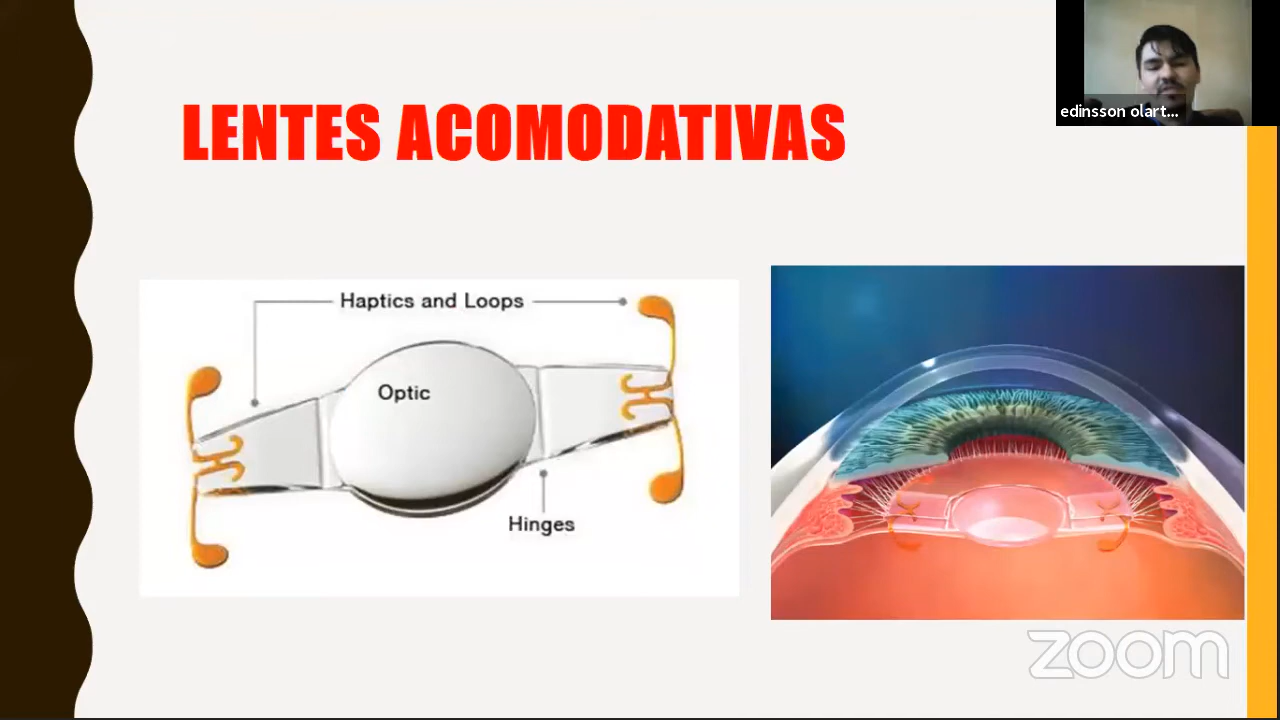 edinsson olart...
LENTES ACOMODATIVAS
Haptics and Loops
Optic
Hinges
zoom